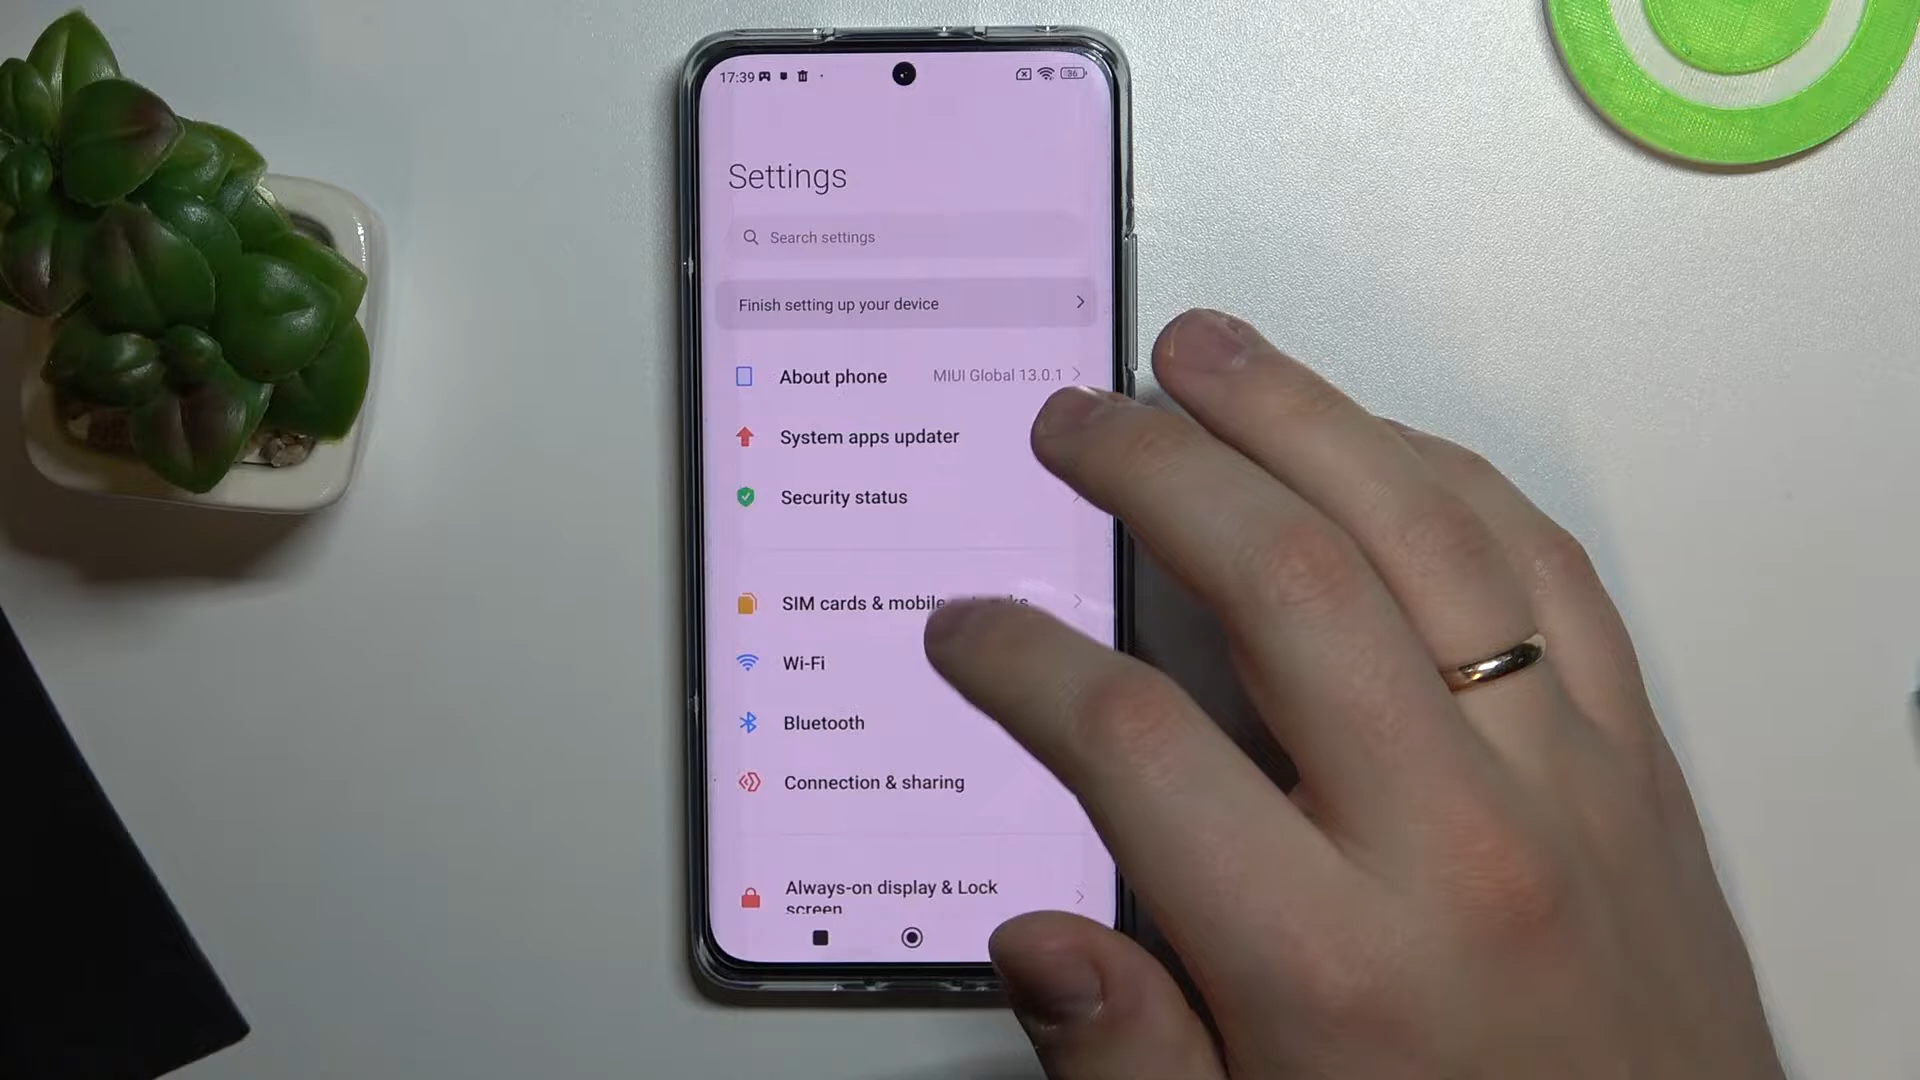 17:39
36
Settings
Search settings
Finish setting up your device
About phone MIUI Global 13.0.1
System apps updater
Security status
SIM cards & mobile
Wi-Fi
Bluetooth
Connection & sharing
Always-on display & Lock
screen